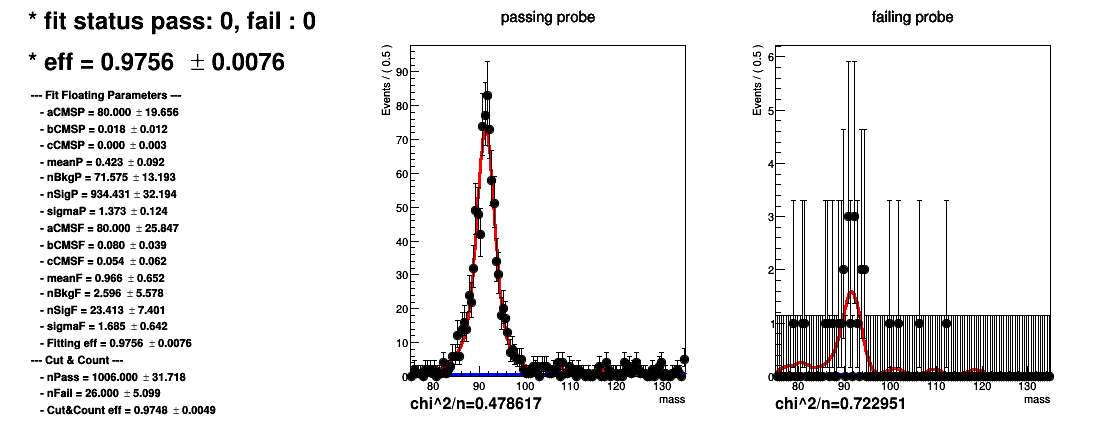 * fit status pass: 0, fail : 0
* eff = 0.9756 ± 0.0076
--- Fit Floating Parameters ---
- aCMSP = 80.000 ± 19.656
- bCMSP = 0.018 ± 0.012
- cCMSP = 0.000 ± 0.003
- meanP = 0.423 ± 0.092
- nBkgP = 71.575 ± 13.193
- nSigP = 934.431 ± 32.194
- sigmaP = 1.373 ± 0.124
- aCMSF = 80.000 ± 25.847
- bCMSF = 0.080 ± 0.039
- cCMSF = 0.054 ± 0.062
- meanF = 0.966 ± 0.652
- nBkgF = 2.596 ± 5.578
- nSigF = 23.413 ± 7.401
- sigmaF = 1.685 ± 0.642
- Fitting eff = 0.9756 ± 0.0076
--- Cut & Count ---
- nPass = 1006.000 ± 31.718
- nFail = 26.000 ± 5.099
- Cut&Count eff = 0.9748 ± 0.0049
passing probe
Events / ( 0.5 )
90
80
70
60
50
40
30
20
10
0
80 90 100 110 120 130
mass
chi^2/n=0.478617
failing probe
Events / ( 0.5 )
6
5
4
3
2
1
0
80 90 100 110 120 130
mass
chi^2/n=0.722951